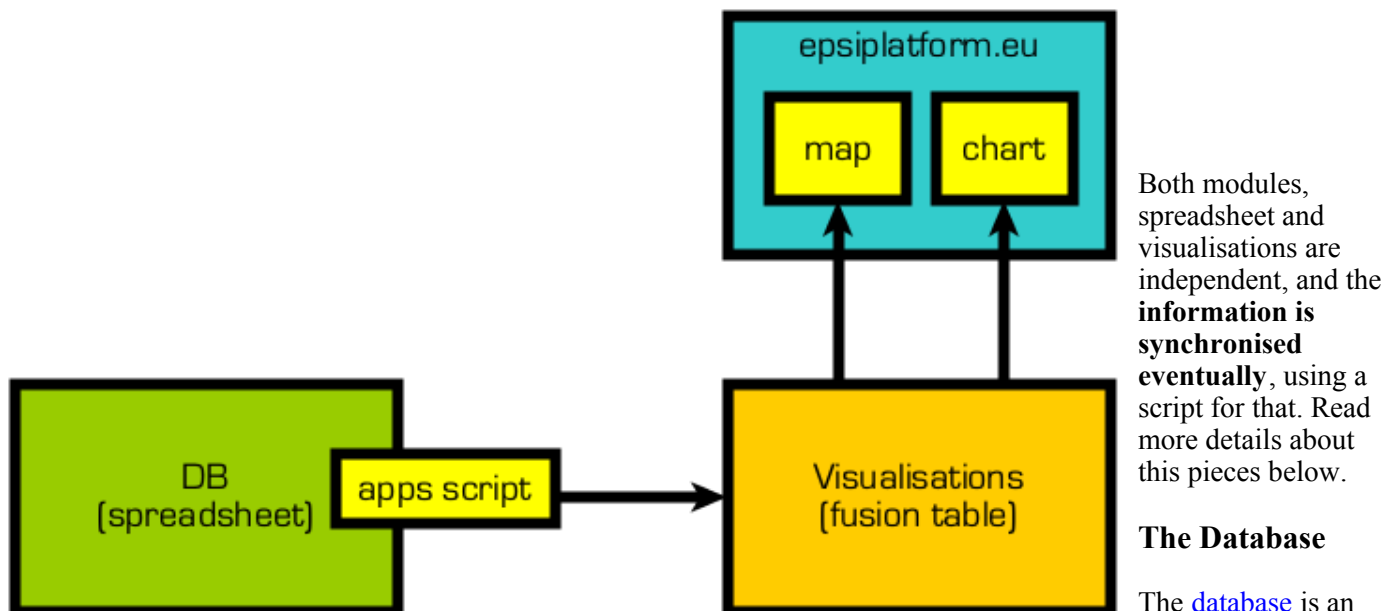 epsiplatform.eu
map
chart
DB
(spreadsheet)
apps script
Visualisations
(fusion table)
Both modules,
spreadsheet and
visualisations are
independent, and the
information is
synchronised
eventually, using a
script for that. Read
more details about
this pieces below.
The Database
The database is an